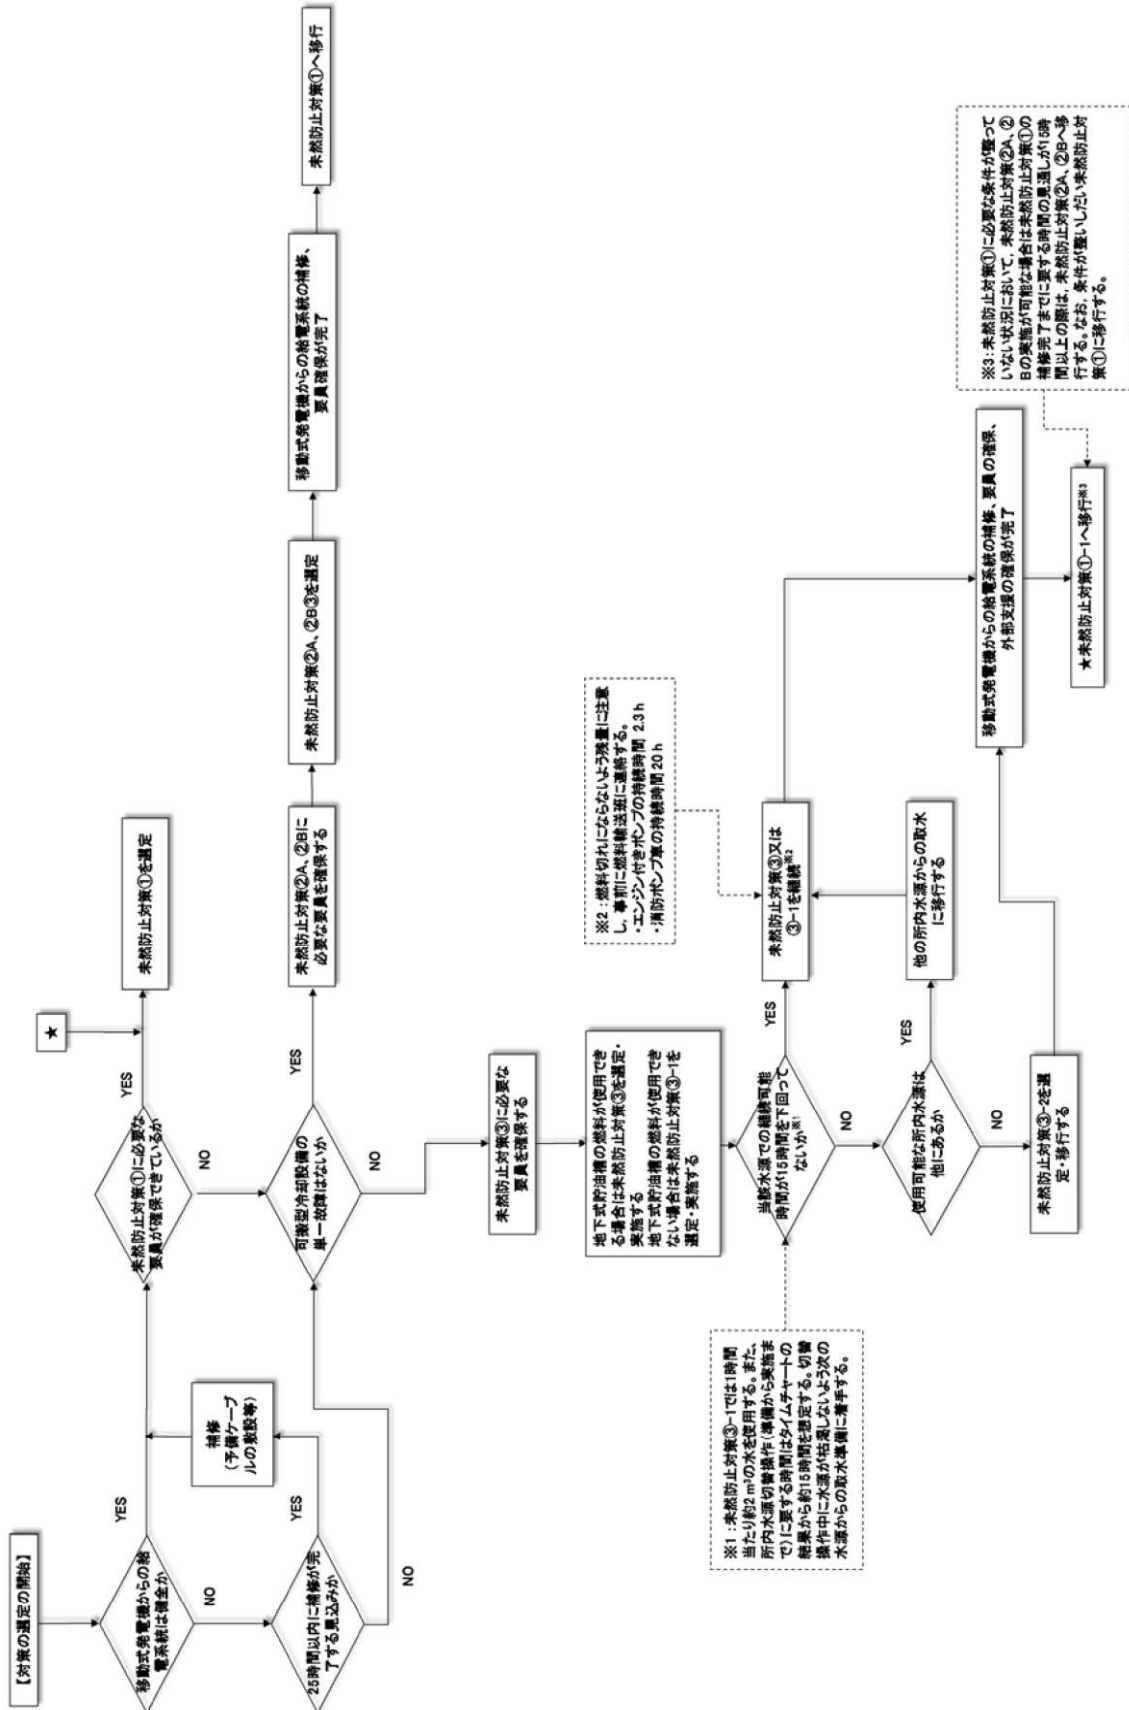 【対策の選定の開始】
移動式発電機からの給
電系統は健全か
YES
NO
25時間以内に補修が完
了する見込みか
YES
NO
補修
(予備ケーブ
ルの敷設等)
未然防止対策①に必要な
要員が確保できているか
YES
NO
★
未然防止対策①を選定
可搬型冷却設備の
単一故障はないか
YES
NO
未然防止対策②A、②Bに
必要な要員を確保する
未然防止対策②A、②B③を選定
移動式発電機からの給電系統の補修、
要員確保が完了
未然防止対策①へ移行
未然防止対策③に必要な
要員を確保する
地下式貯油槽の燃料が使用でき
る場合は未然防止対策③を選定・
実施する
地下式貯油槽の燃料が使用でき
ない場合は未然防止対策③-1を
選定・実施する
当該水源での継続可能
時間が15時間を下回って
ないか※1
YES
NO
※1：未然防止対策③-1では1時間
当たり約2 m³の水を使用する。また、
所内水源切替操作(準備から実施ま
で)に要する時間はタイムチャートの
結果から約15時間を想定する。切替
操作中に水源が枯渇しないよう次の
水源からの取水準備に着手する。
未然防止対策③又は
③-1を継続※2
※2：燃料切れにならないよう残量に注意
し、事前に燃料輸送班に連絡する。
・エンジン付きポンプの持続時間 2.3 h
・消防ポンプ車の持続時間 20 h
使用可能な所内水源は
他にあるか
YES
NO
他の所内水源からの取水
に移行する
未然防止対策③-2を選
定・移行する
移動式発電機からの給電系統の補修、要員の確保、
外部支援の確保が完了
★未然防止対策①-1へ移行※3
※3：未然防止対策①に必要な条件が整って
いない状況において、未然防止対策②A、②
Bの実施が可能な場合は未然防止対策①の
補修完了までに要する時間の見通しが15時
間以上の際は、未然防止対策②A、②Bへ移
行する。なお、条件が整いしだい未然防止対
策①に移行する。